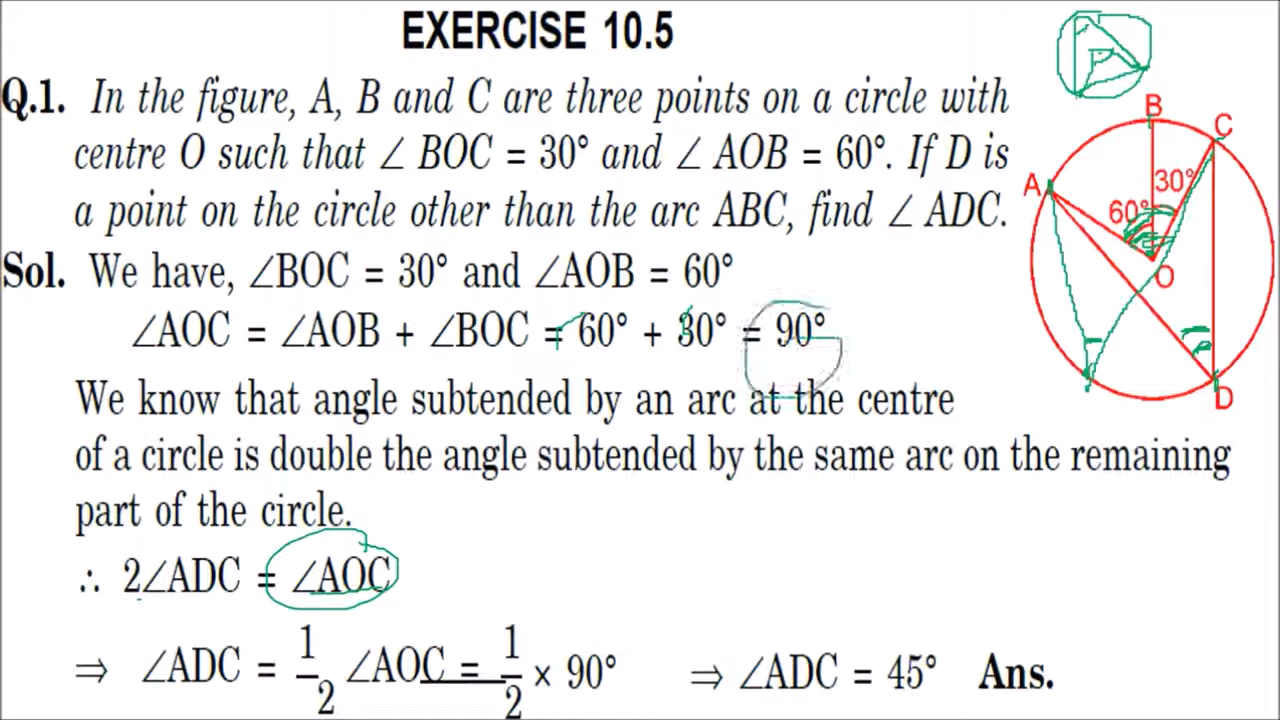 EXERCISE 10.5
Q.1. In the figure, A, B and C are three points on a circle with
centre O such that ∠ BOC = 30° and ∠ AOB = 60°. If D is
a point on the circle other than the arc ABC, find ∠ ADC.
Sol. We have, ∠BOC = 30° and ∠AOB = 60°
∠AOC = ∠AOB + ∠BOC = 60° + 30° = 90°
We know that angle subtended by an arc at the centre
of a circle is double the angle subtended by the same arc on the remaining
part of the circle.
∴ 2∠ADC = ∠AOC
⇒ ∠ADC = 1/2 ∠AOC = 1/2 × 90° ⇒ ∠ADC = 45° Ans.
B
C
A
30°
60°
O
D